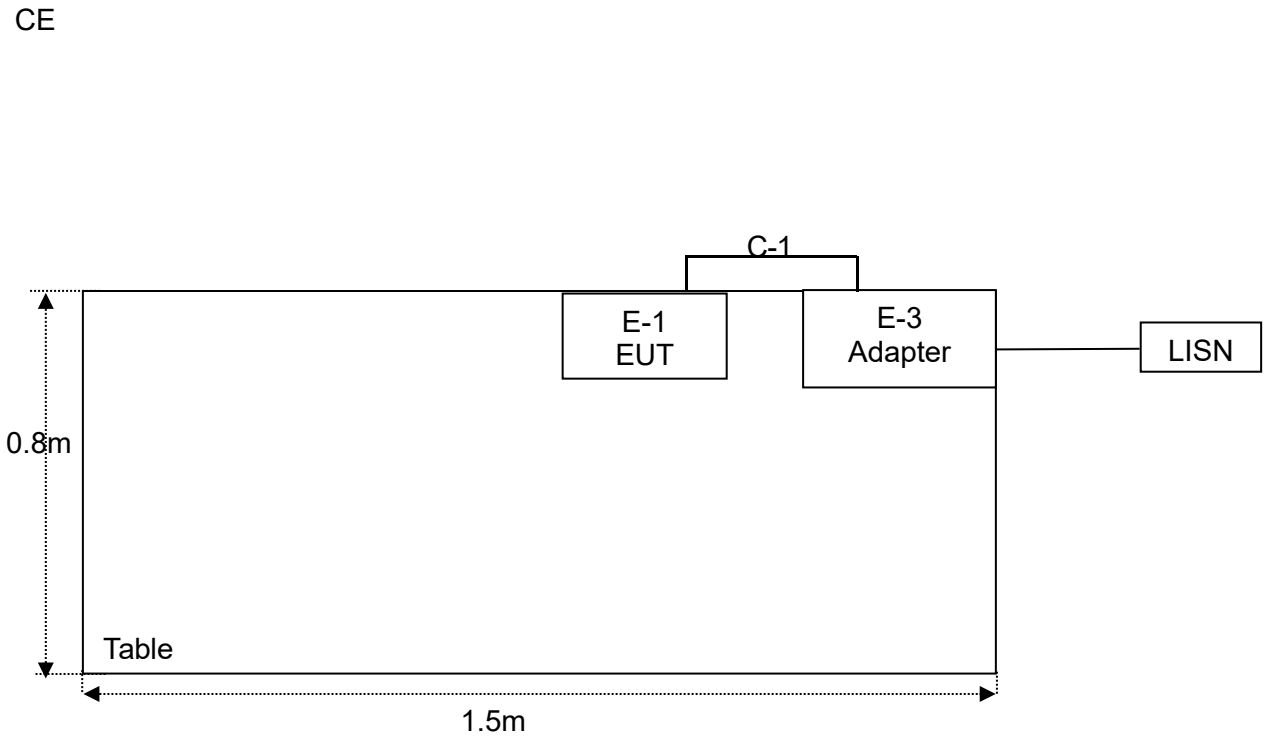 CE
C-1
E-1
EUT
E-3
Adapter
LISN
0.8m
Table
1.5m